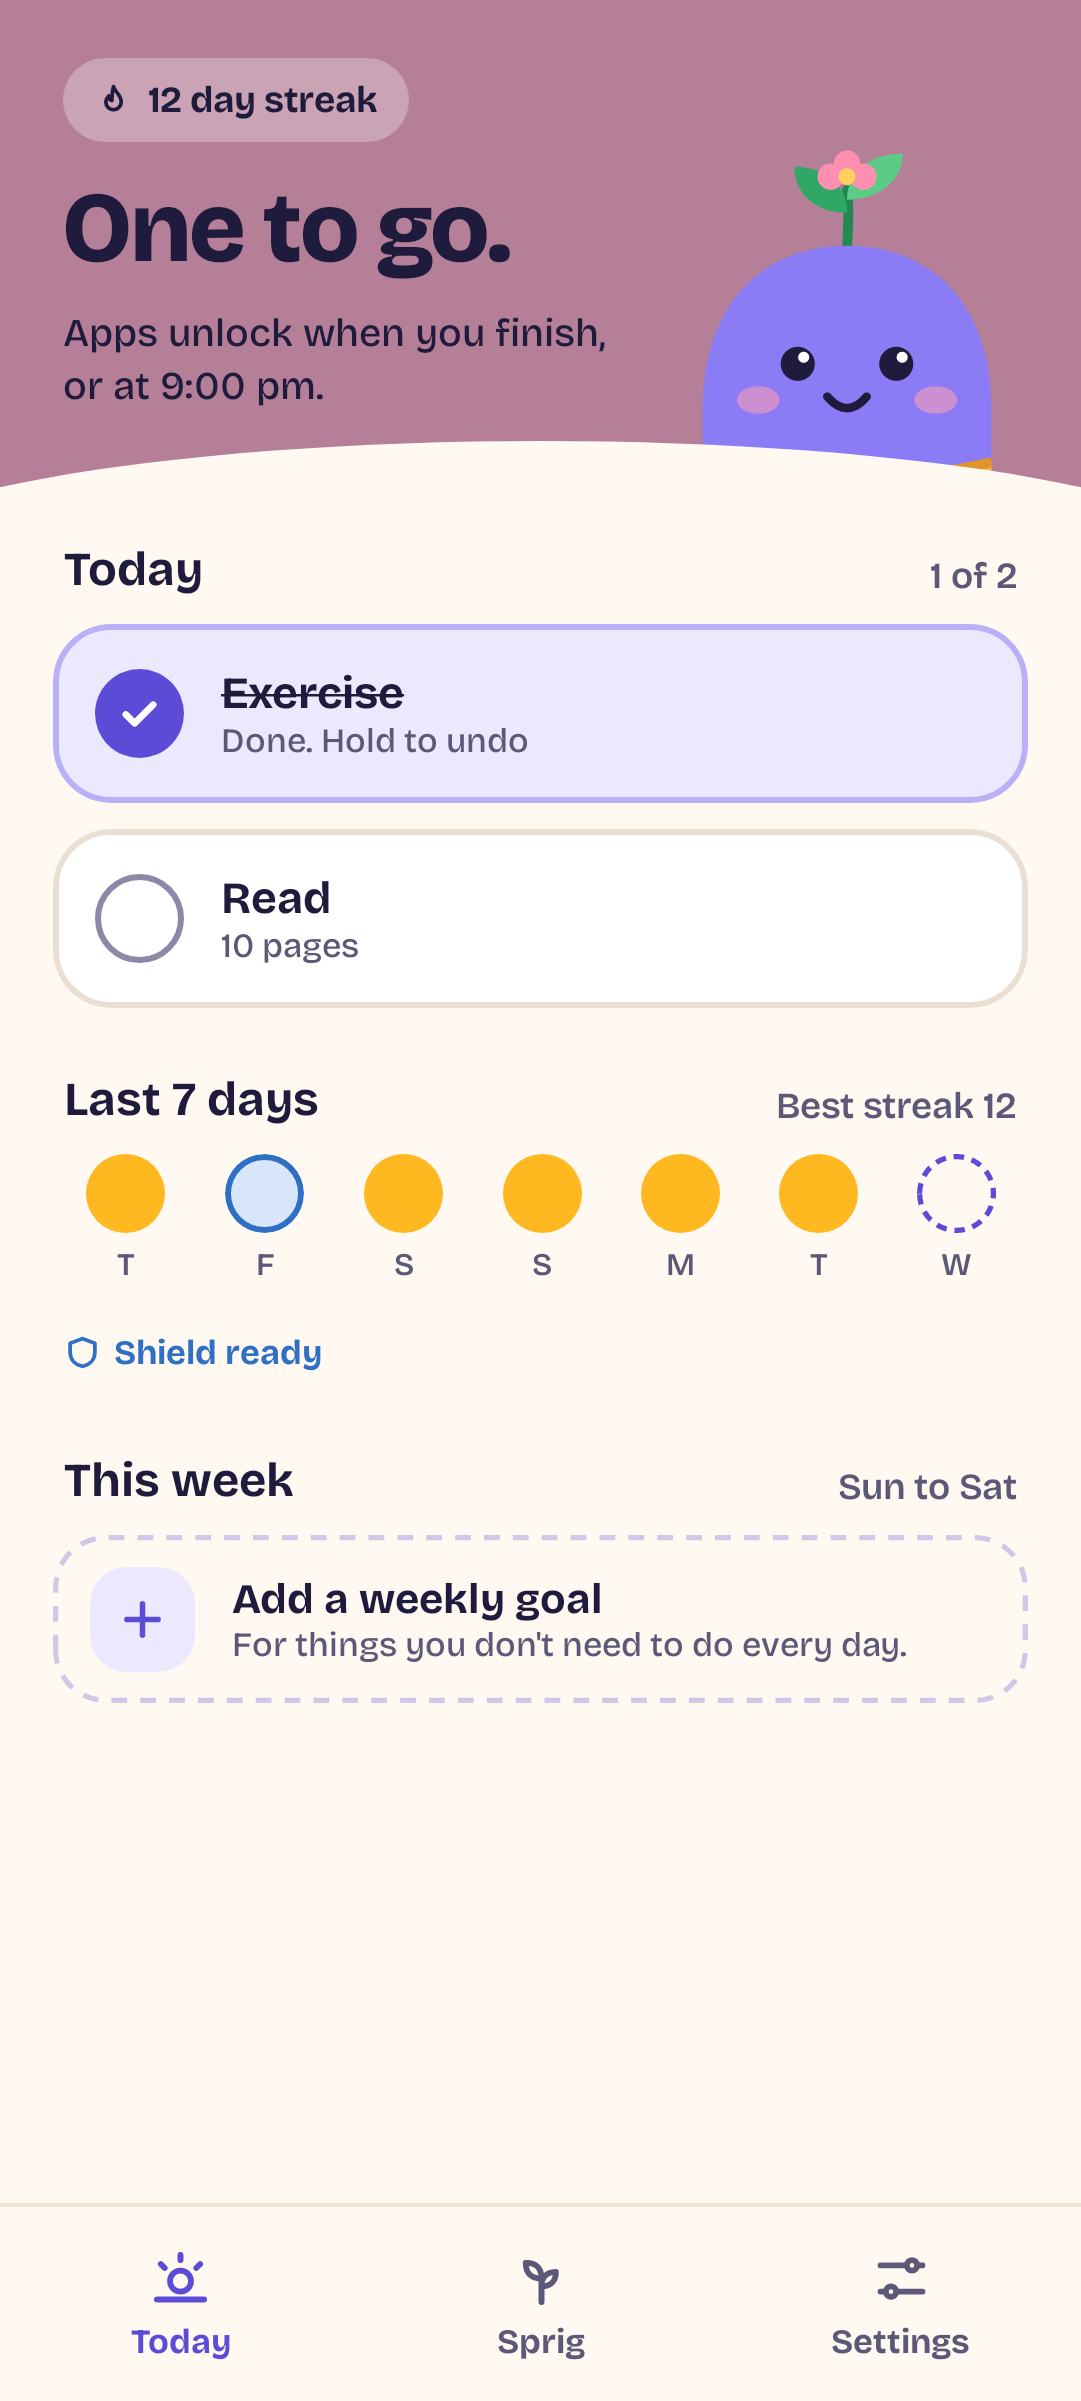 12 day streak
One to go.
Apps unlock when you finish,
or at 9:00 pm.
Today
1 of 2
Exercise
Done. Hold to undo
Read
10 pages
Last 7 days
Best streak 12
T F S S M T W
Shield ready
This week
Sun to Sat
Add a weekly goal
For things you don't need to do every day.
Today
Sprig
Settings